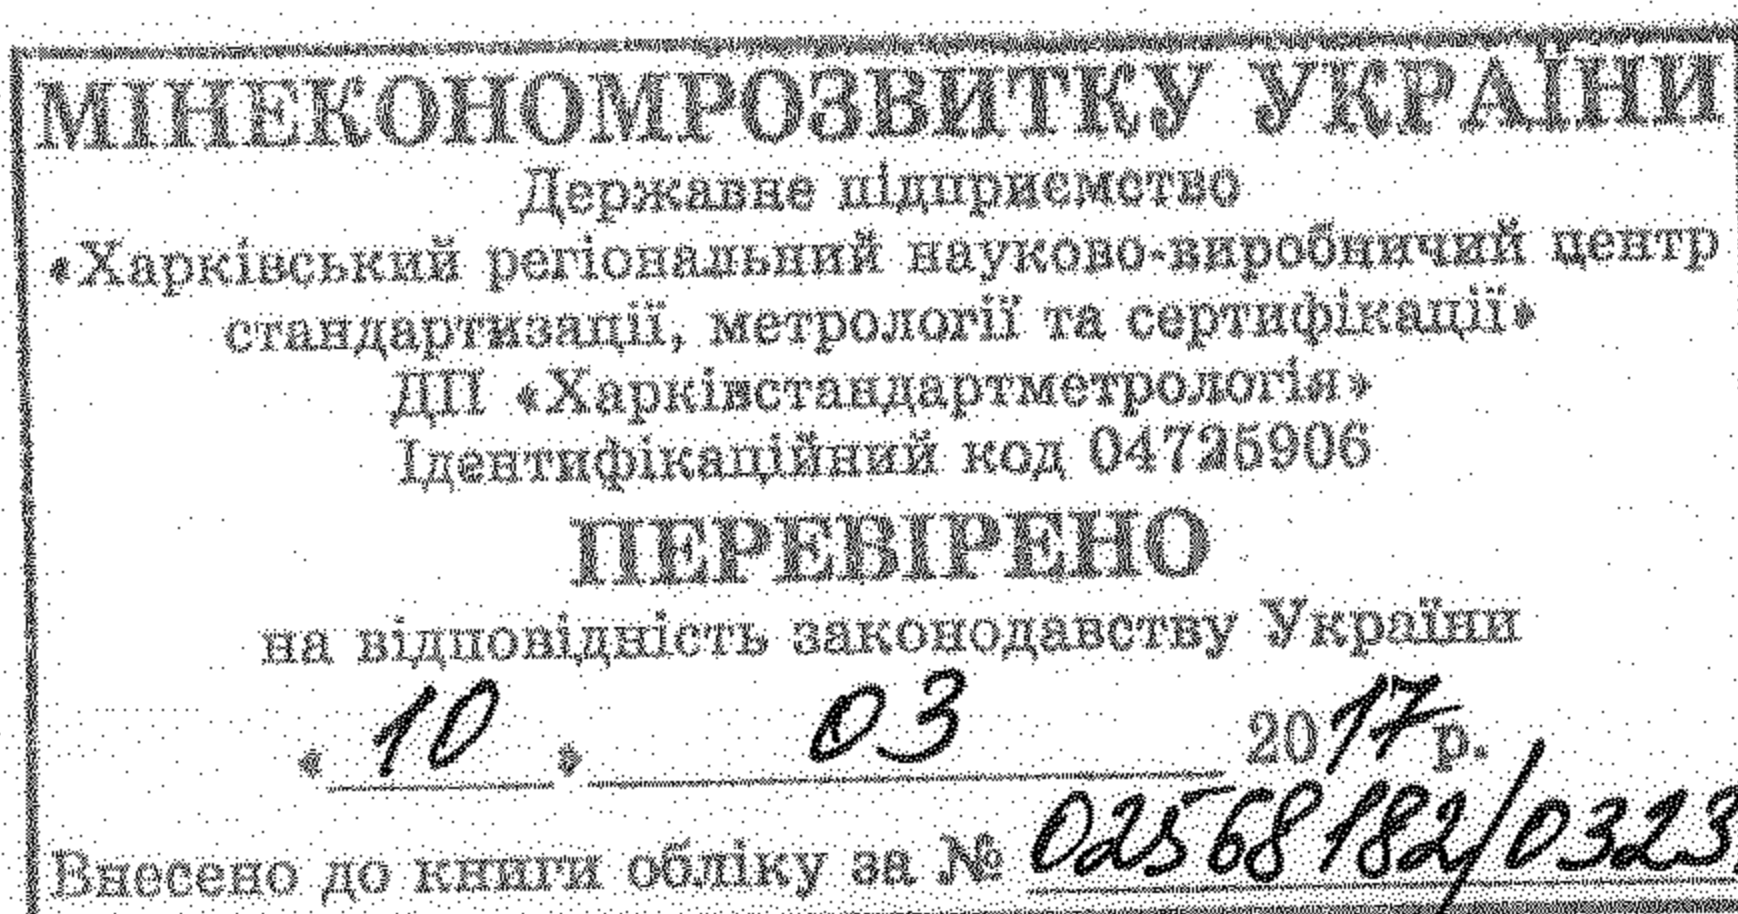 МІНЕКОНОМРОЗВИТКУ УКРАЇНИ
Державне підприємство
«Харківський регіональний науково-виробничий центр
стандартизації, метрології та сертифікації»
ДП «Харківстандартметрологія»
Ідентифікаційний код 04725906
ПЕРЕВІРЕНО
на відповідність законодавству України
« 10 » 03 2017 р.
Внесено до книги обліку за № 02568182/0323